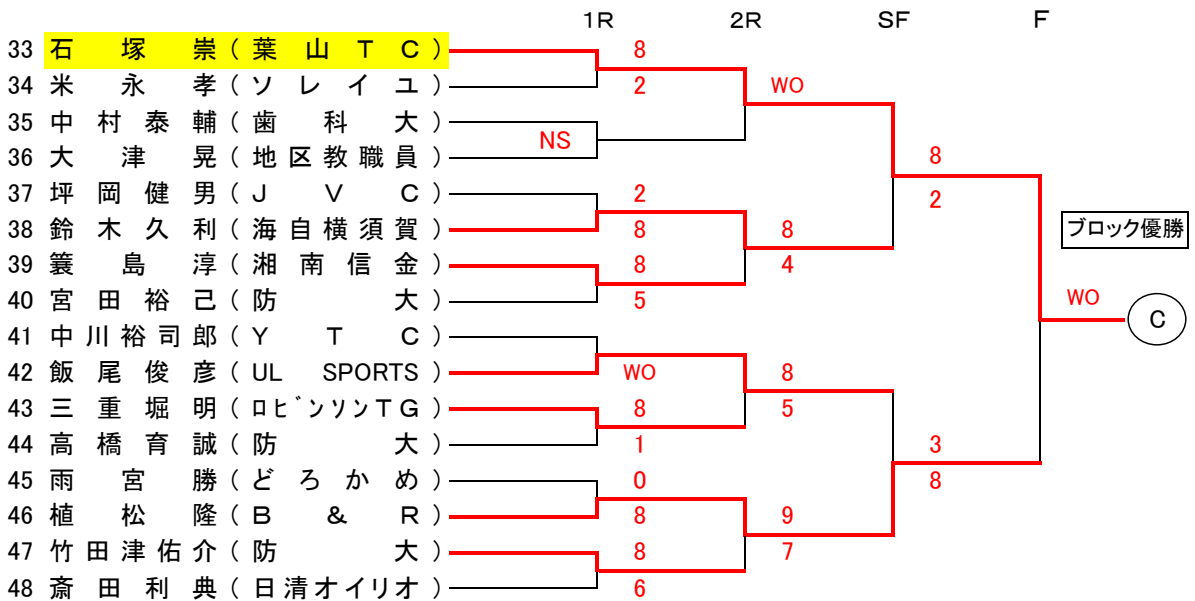 1R 2R SF F
33 石塚崇(葉山TC) 8
34 米永孝(ソレイユ) 2 WO
35 中村泰輔(歯科大)
NS
36 大津晃(地区教職員) 8
37 坪岡健男(JVC) 2 2
38 鈴木久利(海自横須賀) 8 8 ブロック優勝
39 簑島淳(湘南信金) 8 4
40 宮田裕己(防大) 5 WO
C
41 中川裕司郎(YTC)
42 飯尾俊彦(UL SPORTS) WO 8
43 三重堀明(ロビンソンTG) 8 5
44 高橋育誠(防大) 1 3
45 雨宮勝(どろかめ) 0 8
46 植松隆(B&R) 8 9
47 竹田津佑介(防大) 8 7
48 斎田利典(日清オイリオ) 6